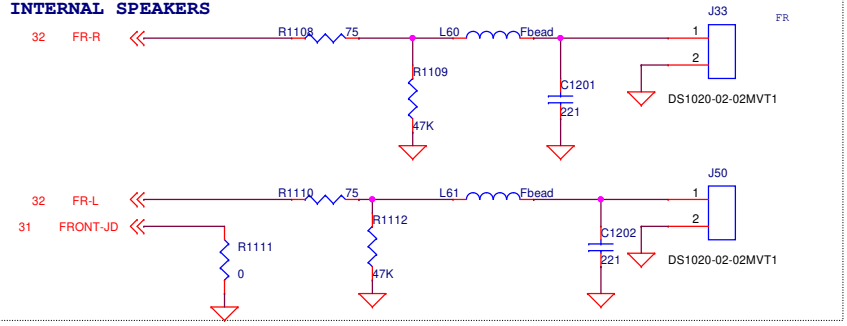 INTERNAL SPEAKERS
J33
FR
32 FR-R R1108 75 L60 Fbead 1
2
R1109
C1201
DS1020-02-02MVT1
221
47K
J50
32 FR-L R1110 75 L61 Fbead 1
31 FRONT-JD R1112 2
C1202
R1111
DS1020-02-02MVT1
0 47K 221